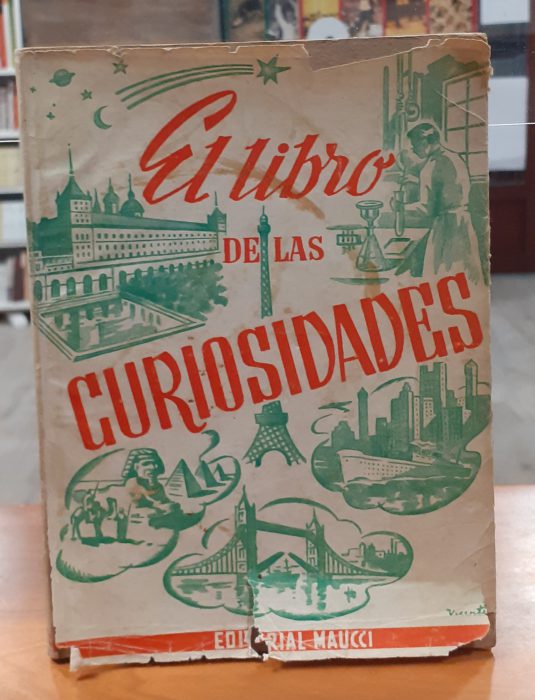 El libro
DE LAS
CURIOSIDADES
EDITORIAL MAUCCI